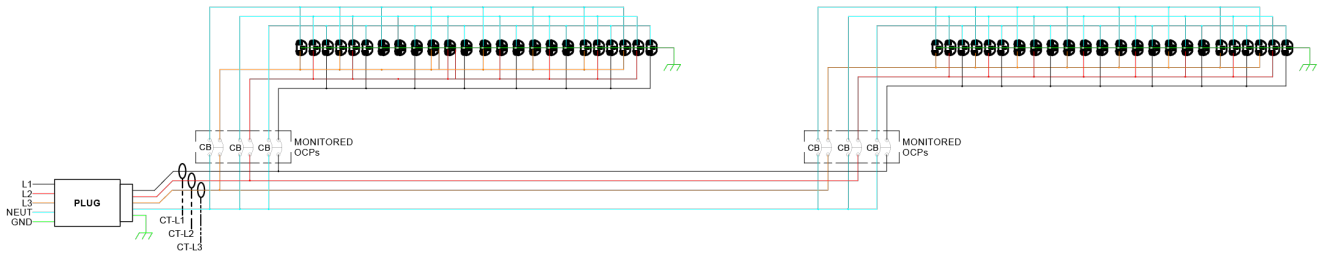 CB CB CB MONITORED
OCPs
CB CB CB MONITORED
OCPs
L1
L2
L3
NEUT
GND
PLUG
CT-L1
CT-L2
CT-L3